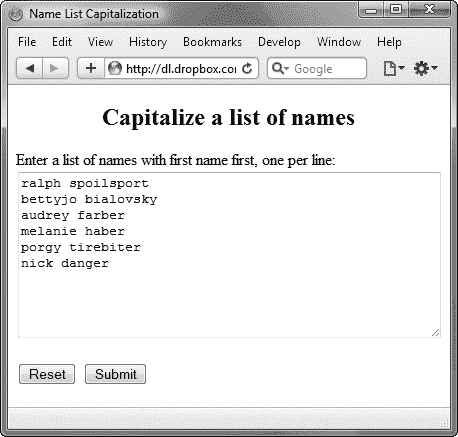 Name List Capitalization
File Edit View History Bookmarks Develop Window Help
http://dl.dropbox.co Google
Capitalize a list of names
Enter a list of names with first name first, one per line:
ralph spoilsport
bettyjo bialovsky
audrey farber
melanie haber
porgy tirebiter
nick danger
Reset Submit